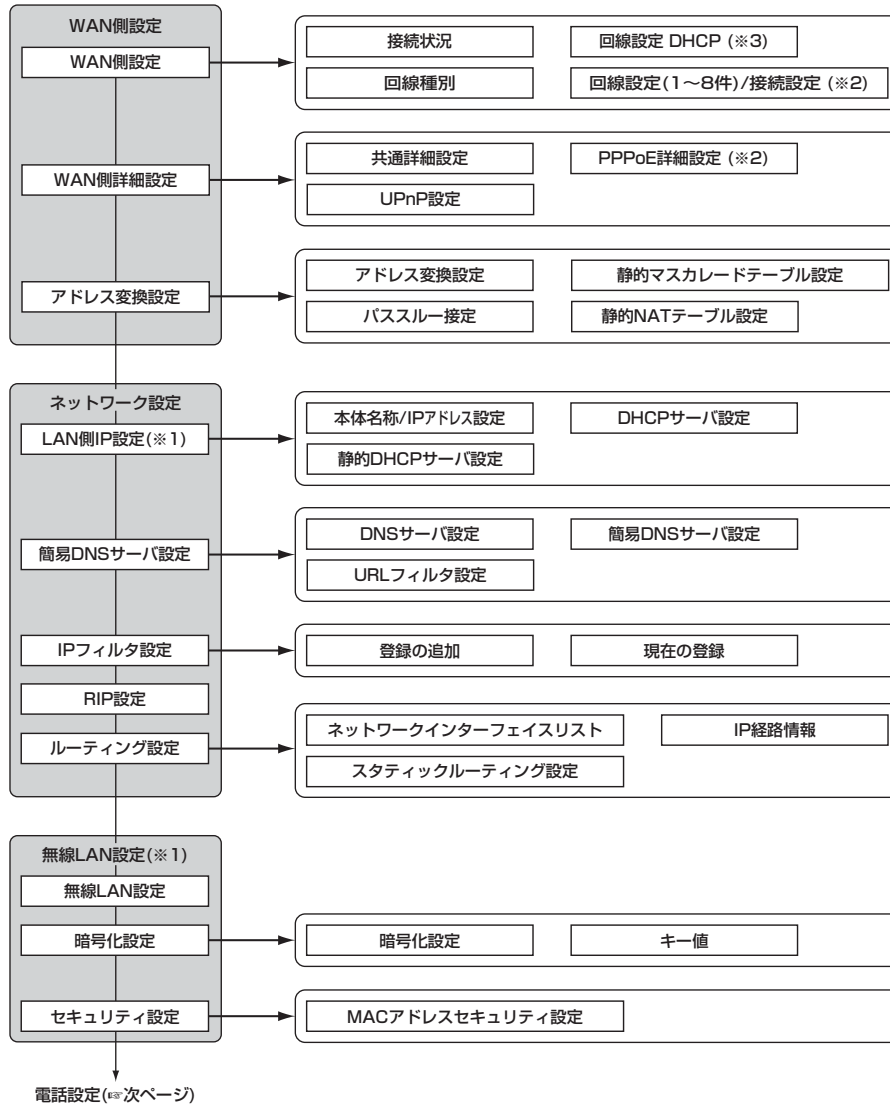 WAN側設定
WAN側設定
接続状況
回線設定 DHCP (※3)
回線種別
回線設定(1〜8件)/接続設定 (※2)
WAN側詳細設定
共通詳細設定
PPPoE詳細設定 (※2)
UPnP設定
アドレス変換設定
アドレス変換設定
静的マスカレードテーブル設定
パススルー接定
静的NATテーブル設定
ネットワーク設定
LAN側IP設定(※1)
本体名称/IPアドレス設定
DHCPサーバ設定
静的DHCPサーバ設定
簡易DNSサーバ設定
DNSサーバ設定
簡易DNSサーバ設定
URLフィルタ設定
IPフィルタ設定
登録の追加
現在の登録
RIP設定
ルーティング設定
ネットワークインターフェイスリスト
IP経路情報
スタティックルーティング設定
無線LAN設定(※1)
無線LAN設定
暗号化設定
暗号化設定
キー値
セキュリティ設定
MACアドレスセキュリティ設定
電話設定(☞次ページ)